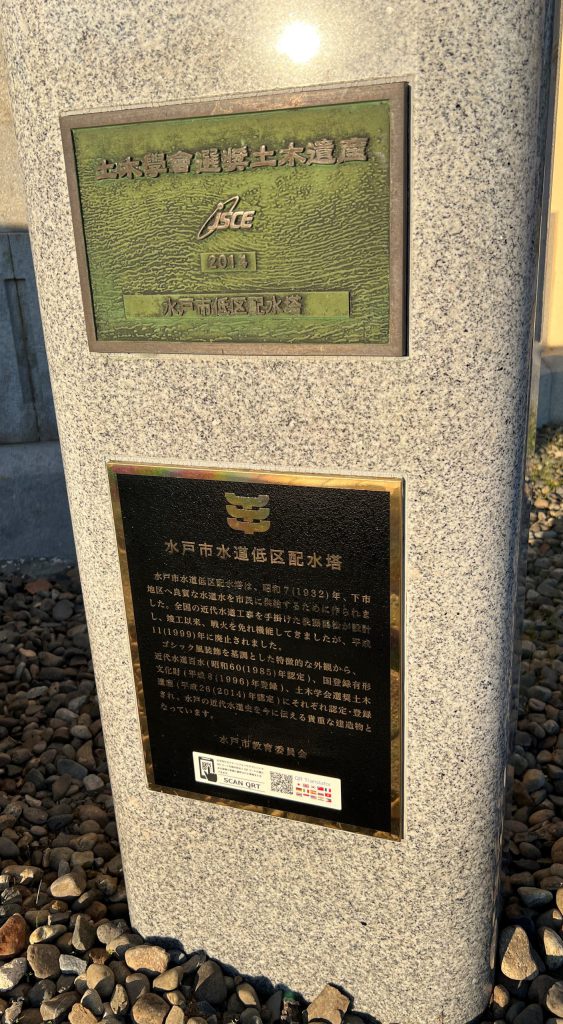 土木學會選奨土木遺産
JSCE
2014
水戸市低区配水塔
水戸市水道低区配水塔
水戸市水道低区配水塔は、昭和7(1932)年、下市
地区へ良質な水道水を市民に供給するために作られま
した。全国の近代水道工事を手掛けた後藤鶴松が設計
し、竣工以来、戦火を免れ機能してきましたが、平成
11(1999)年に廃止されました。
ゴシック風装飾を基調とした特徴的な外観から、
近代水道百選(昭和60(1985)年認定)、国登録有形
文化財(平成8(1996)年登録)、土木学会選奨土木
遺産(平成26(2014)年認定)にそれぞれ認定・登録
され、水戸の近代水道史を今に伝える貴重な建造物と
なっています。
水戸市教育委員会
QR Translator
SCAN QRT